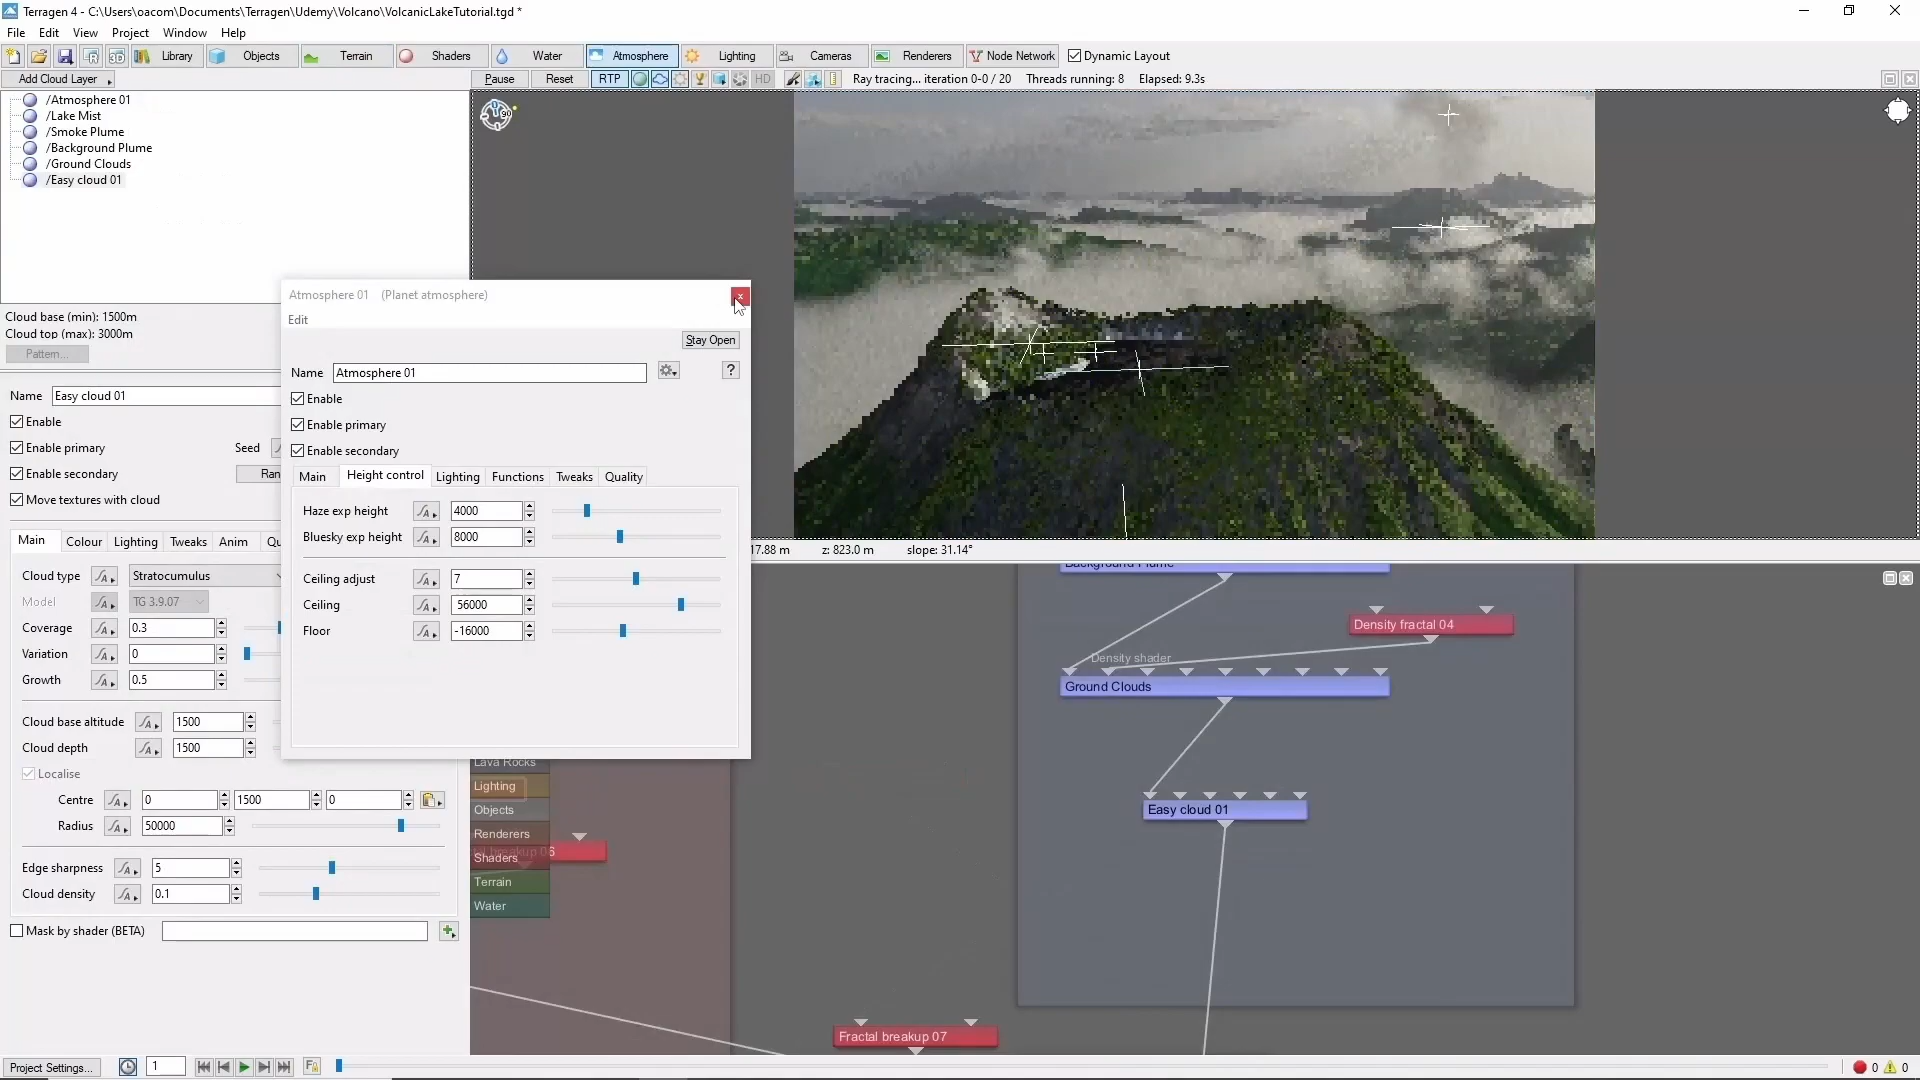 Terragen 4 - C:\Users\oacom\Documents\Terragen\Udemy\Volcano\VolcanicLakeTutorial.tgd *
File Edit View Project Window Help
Library Objects Terrain Shaders Water Atmosphere Lighting Cameras Renderers Node Network Dynamic Layout
Add Cloud Layer Pause Reset RTP HD Ray tracing... iteration 0-0 / 20 Threads running: 8 Elapsed: 9.3s
/Atmosphere 01
/Lake Mist
/Smoke Plume
/Background Plume
/Ground Clouds
/Easy cloud 01
Cloud base (min): 1500m
Cloud top (max): 3000m
Pattern...
Name Easy cloud 01
Enable
Enable primary Seed
Enable secondary Ran
Move textures with cloud
Main Colour Lighting Tweaks Anim Qu
Cloud type Stratocumulus
Model TG 3.9.07
Coverage 0.3
Variation 0
Growth 0.5
Cloud base altitude 1500
Cloud depth 1500
Localise
Centre 0 1500 0
Radius 50000
Edge sharpness 5
Cloud density 0.1
Mask by shader (BETA)
Atmosphere 01 (Planet atmosphere)
Edit
Stay Open
Name Atmosphere 01 ?
Enable
Enable primary
Enable secondary
Main Height control Lighting Functions Tweaks Quality
Haze exp height 4000
Bluesky exp height 8000
Ceiling adjust 7
Ceiling 56000
Floor -16000
17.88 m z: 823.0 m slope: 31.14°
Background Plume
Density fractal 04
Density shader
Ground Clouds
Easy cloud 01
Lava Rocks
Lighting
Objects
Renderers
Shaders
Terrain
Water
Fractal breakup 07
Project Settings... 1 0 0